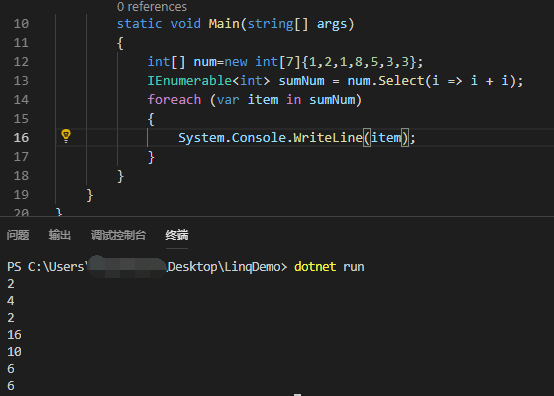 0 references
10 static void Main(string[] args)
11 {
12 int[] num=new int[7]{1,2,1,8,5,3,3};
13 IEnumerable<int> sumNum = num.Select(i => i + i);
14 foreach (var item in sumNum)
15 {
16 System.Console.WriteLine(item);
17 }
18 }
19 }
20 }
问题 输出 调试控制台 终端
PS C:\Users\ \Desktop\LinqDemo> dotnet run
2
4
2
16
10
6
6